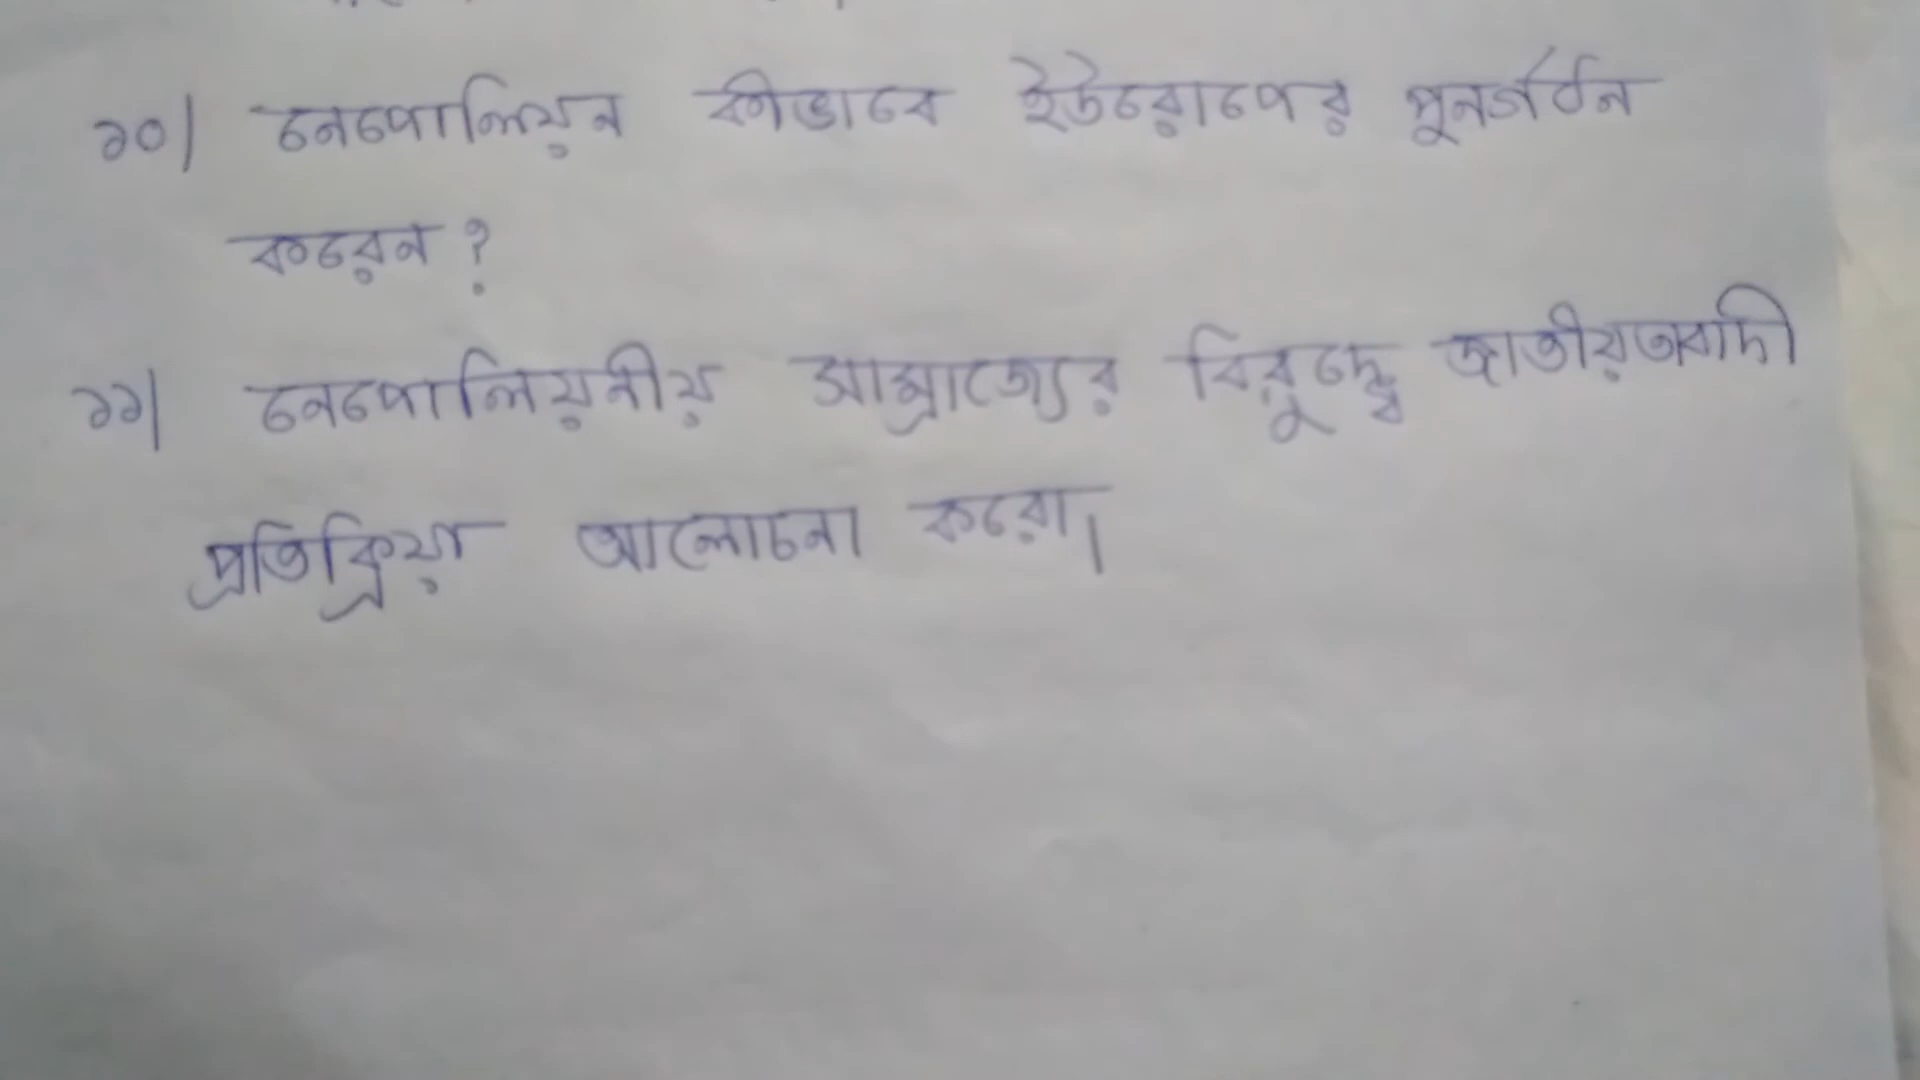 ১০| নেপোলিয়ন কীভাবে ইউরোপের পুনর্গঠন
করেন ?
১১| নেপোলিয়নীয় সাম্রাজ্যের বিরুদ্ধে জাতীয়তাবাদী
প্রতিক্রিয়া আলোচনা করো।